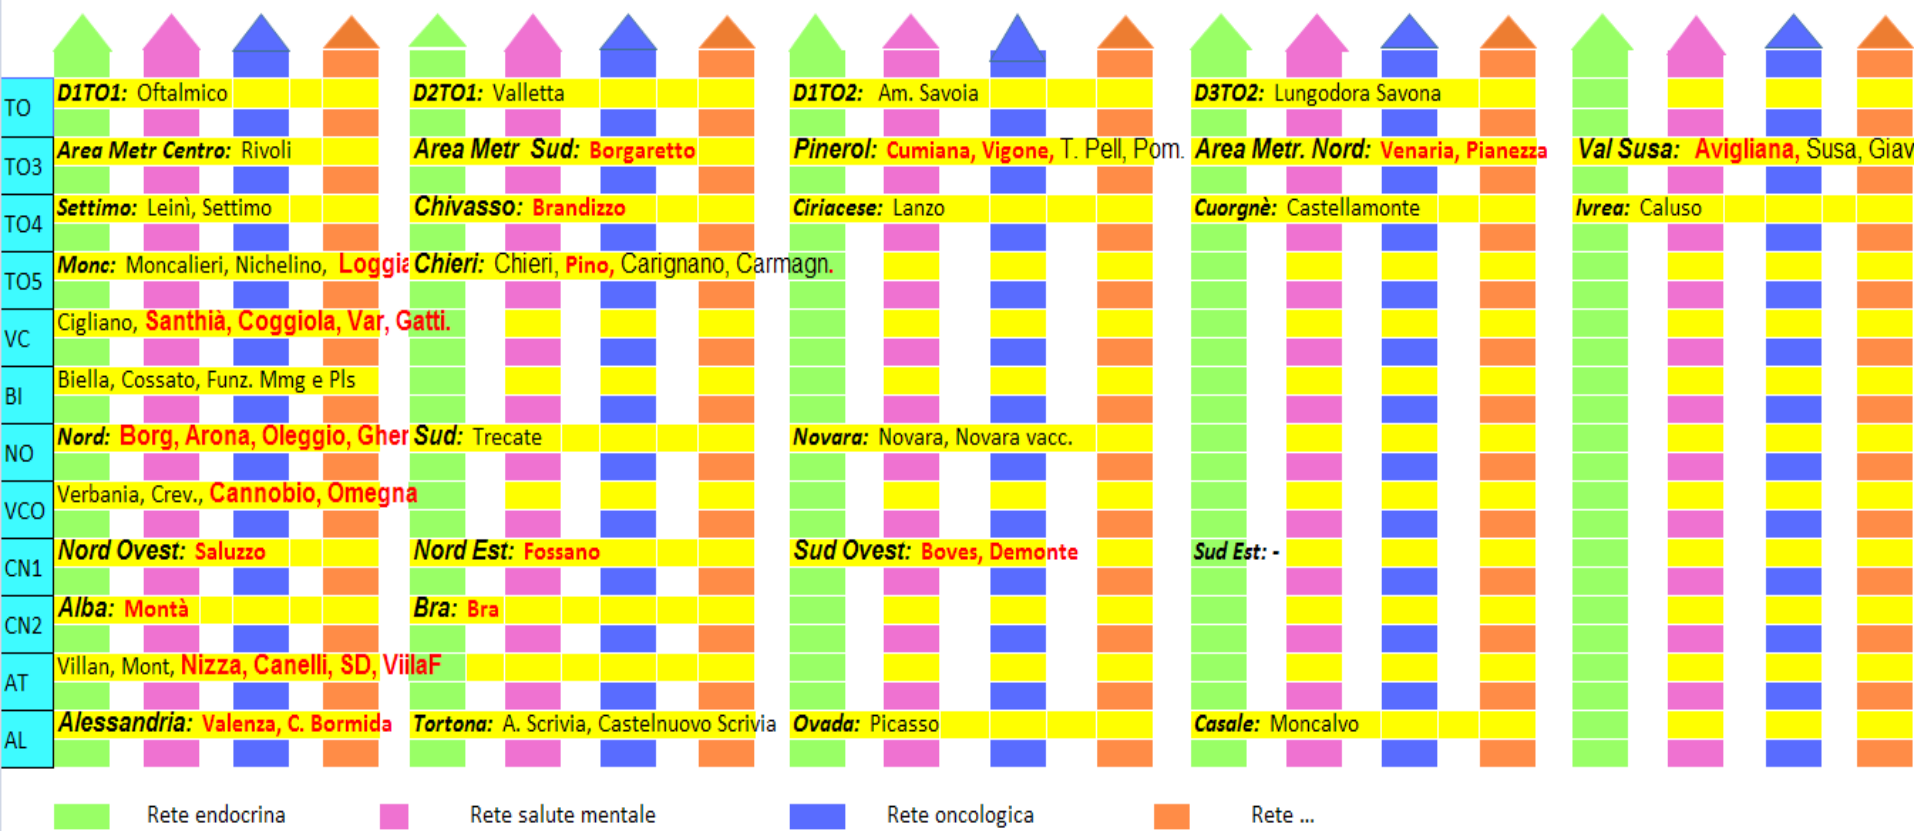 TO D1TO1: Oftalmico D2TO1: Valletta D1TO2: Am. Savoia D3TO2: Lungodora Savona
TO3 Area Metr Centro: Rivoli Area Metr Sud: Borgaretto Pinerol: Cumiana, Vigone, T. Pell, Pom. Area Metr. Nord: Venaria, Pianezza Val Susa: Avigliana, Susa, Giav
TO4 Settimo: Leinì, Settimo Chivasso: Brandizzo Ciriacese: Lanzo Cuorgnè: Castellamonte Ivrea: Caluso
TO5 Monc: Moncalieri, Nichelino, Loggia Chieri: Chieri, Pino, Carignano, Carmagn.
VC Cigliano, Santhià, Coggiola, Var, Gatti.
BI Biella, Cossato, Funz. Mmg e Pls
NO Nord: Borg, Arona, Oleggio, Gher Sud: Trecate Novara: Novara, Novara vacc.
VCO Verbania, Crev., Cannobio, Omegna
CN1 Nord Ovest: Saluzzo Nord Est: Fossano Sud Ovest: Boves, Demonte Sud Est: -
CN2 Alba: Montà Bra: Bra
AT Villan, Mont, Nizza, Canelli, SD, ViilaF
AL Alessandria: Valenza, C. Bormida Tortona: A. Scrivia, Castelnuovo Scrivia Ovada: Picasso Casale: Moncalvo
Rete endocrina Rete salute mentale Rete oncologica Rete ...